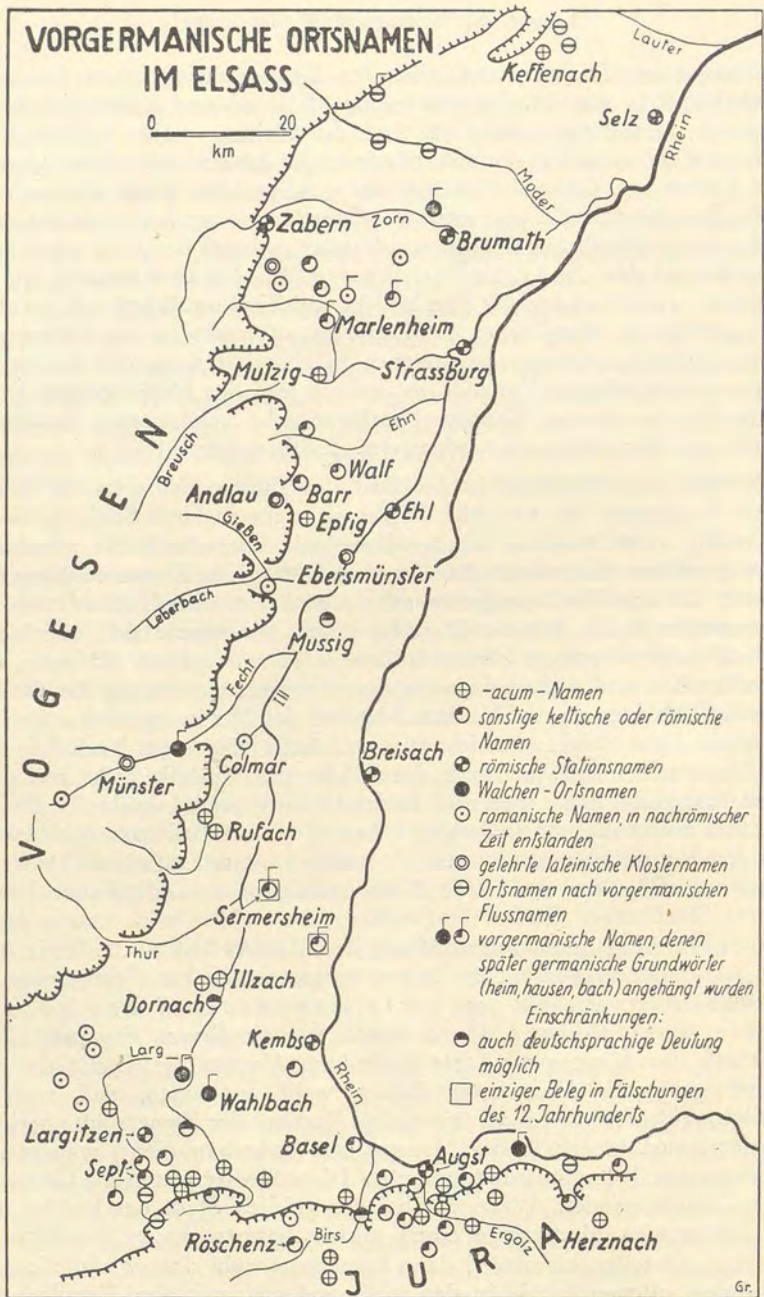 VORGERMANISCHE ORTSNAMEN
IM ELSASS
0 20
km
Lauter
Keffenach
Selz
Rhein
Moder
Zabern
Zorn
Brumath
Marlenheim
Mutzig
Strassburg
Breusch
Ehn
Walf
Barr
Andlau
Epfig
Ehl
Gießen
Ebersmünster
Leberbach
Mussig
VOGESEN
Fecht
Ill
Colmar
Münster
Breisach
Rufach
Sermersheim
Thur
Illzach
Dornach
Kembs
Larg
Wahlbach
Rhein
Largitzen
Basel
Augst
Sept
Röschenz
Birs
Ergolz
Herznach
JURA
-acum-Namen
sonstige keltische oder römische
Namen
römische Stationsnamen
Walchen-Ortsnamen
romanische Namen, in nachrömischer
Zeit entstanden
gelehrte lateinische Klosternamen
Ortsnamen nach vorgermanischen
Flussnamen
vorgermanische Namen, denen
später germanische Grundwörter
(heim, hausen, bach) angehängt wurden
Einschränkungen:
auch deutschsprachige Deutung
möglich
einziger Beleg in Fälschungen
des 12. Jahrhunderts
Gr.